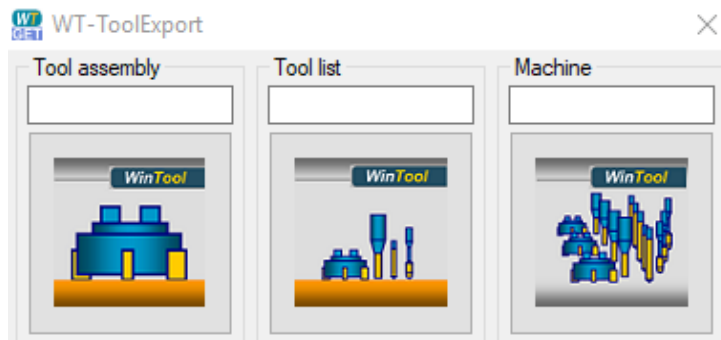 WT GET WT-ToolExport
Tool assembly
Tool list
Machine
WinTool
WinTool
WinTool